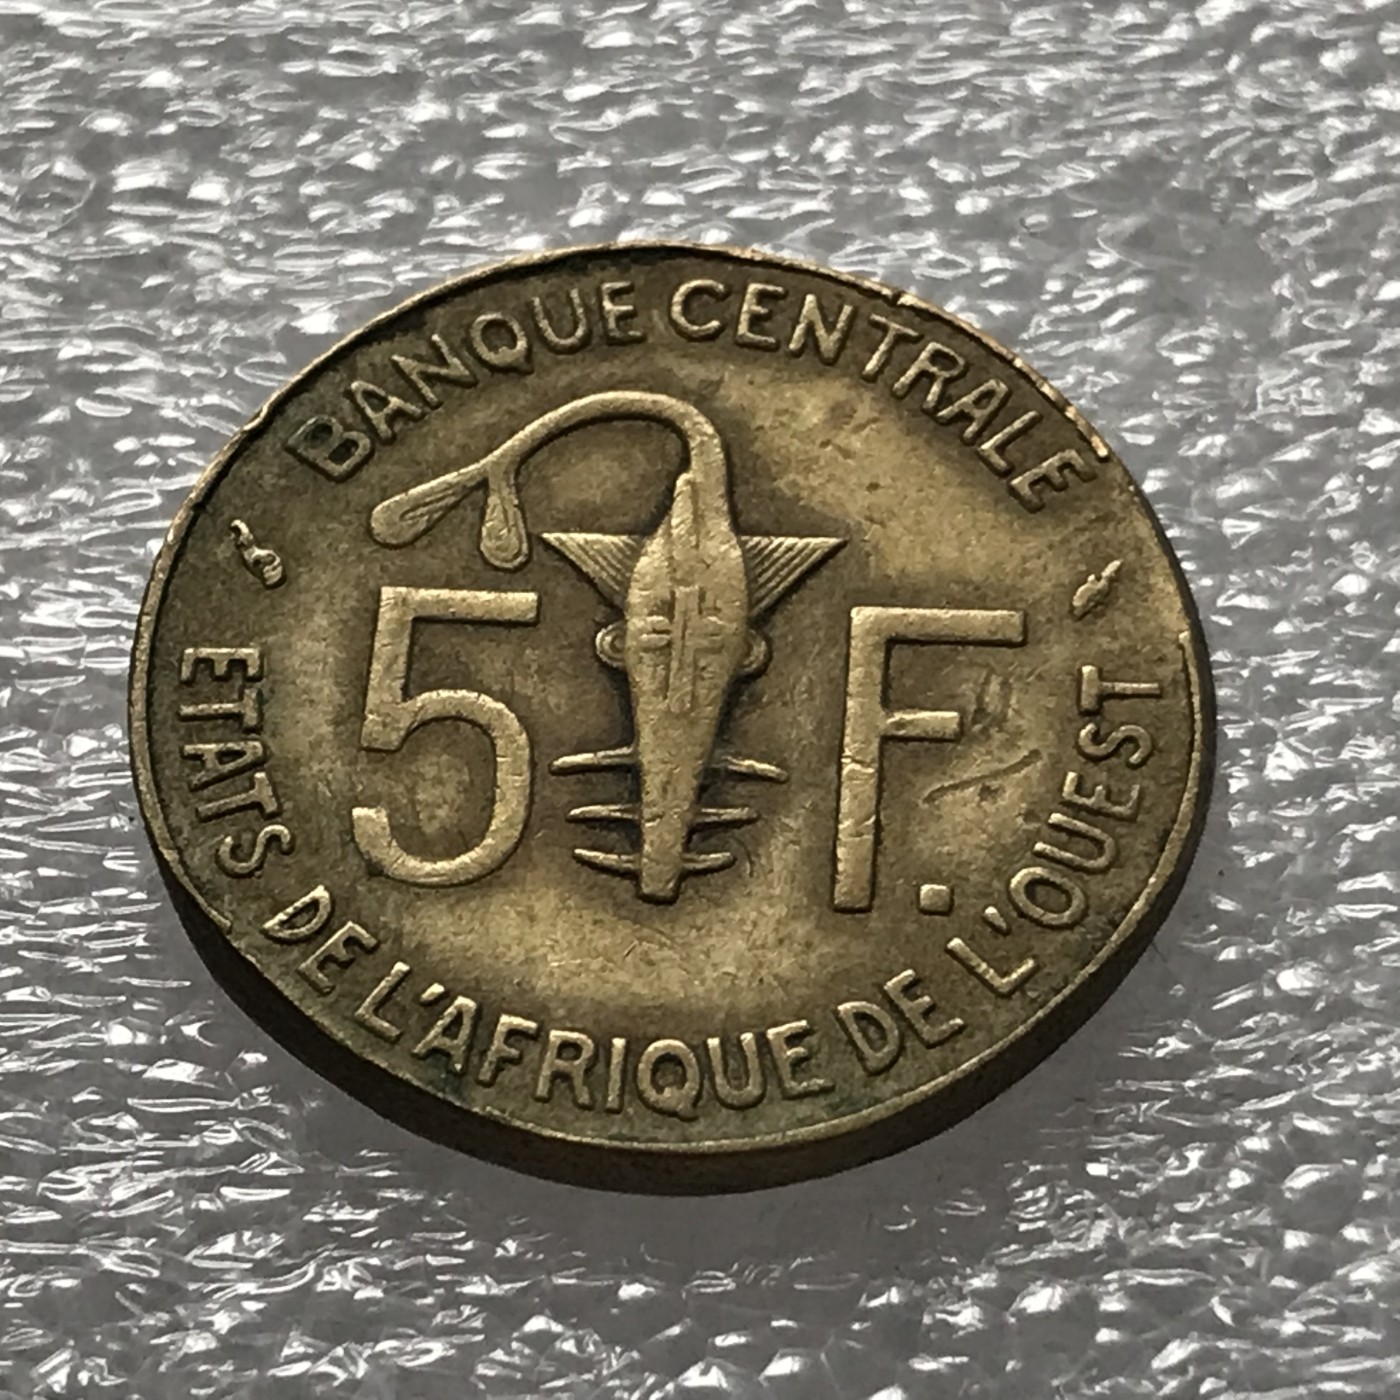 BANQUE CENTRALE
5 F.
ETATS DE L'AFRIQUE DE L'OUEST